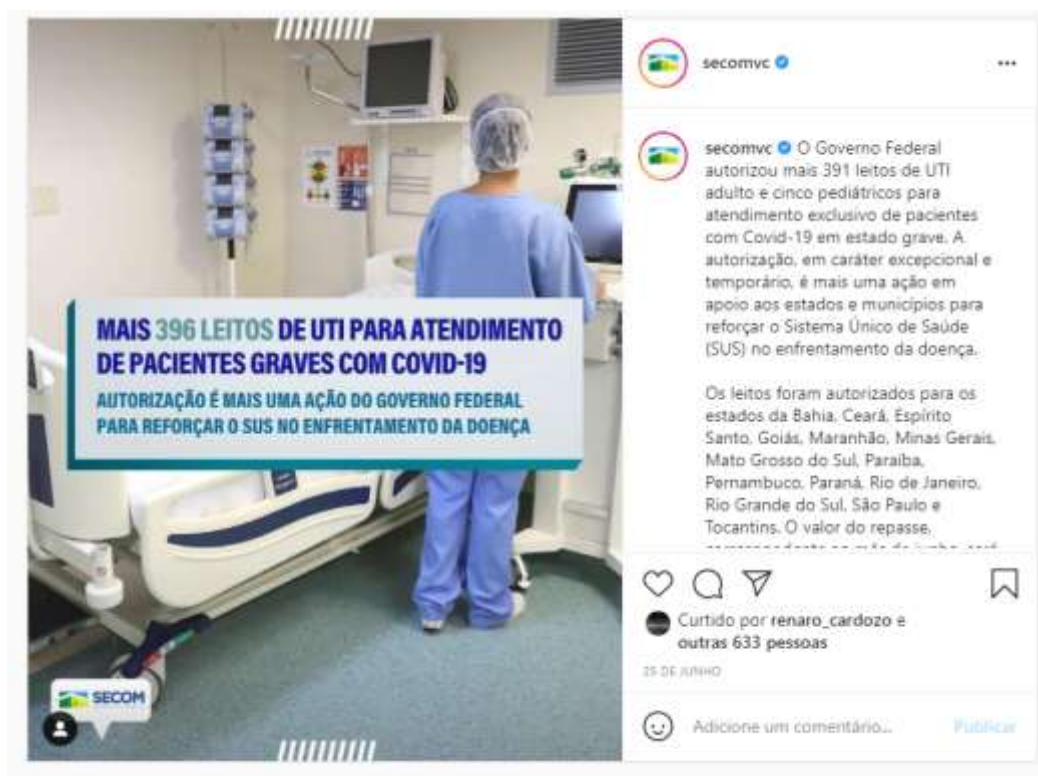 MAIS 396 LEITOS DE UTI PARA ATENDIMENTO
DE PACIENTES GRAVES COM COVID-19
AUTORIZAÇÃO É MAIS UMA AÇÃO DO GOVERNO FEDERAL
PARA REFORÇAR O SUS NO ENFRENTAMENTO DA DOENÇA
SECOM
secomvc
secomvc O Governo Federal
autorizou mais 391 leitos de UTI
adulto e cinco pediátricos para
atendimento exclusivo de pacientes
com Covid-19 em estado grave. A
autorização, em caráter excepcional e
temporário, é mais uma ação em
apoio aos estados e municípios para
reforçar o Sistema Único de Saúde
(SUS) no enfrentamento da doença.
Os leitos foram autorizados para os
estados da Bahia, Ceará, Espírito
Santo, Goiás, Maranhão, Minas Gerais,
Mato Grosso do Sul, Paraíba,
Pernambuco, Paraná, Rio de Janeiro,
Rio Grande do Sul, São Paulo e
Tocantins. O valor do repasse,
Curtido por renaro_cardozo e
outras 633 pessoas
25 DE JUNHO
Adicione um comentário...
Publicar